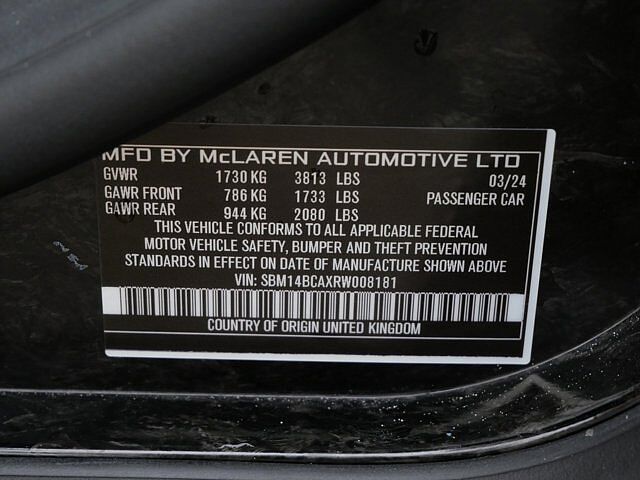 MFD BY McLAREN AUTOMOTIVE LTD
GVWR 1730 KG 3813 LBS 03/24
GAWR FRONT 786 KG 1733 LBS PASSENGER CAR
GAWR REAR 944 KG 2080 LBS
THIS VEHICLE CONFORMS TO ALL APPLICABLE FEDERAL
MOTOR VEHICLE SAFETY, BUMPER AND THEFT PREVENTION
STANDARDS IN EFFECT ON DATE OF MANUFACTURE SHOWN ABOVE
VIN: SBM14BCAXRW008181
COUNTRY OF ORIGIN UNITED KINGDOM